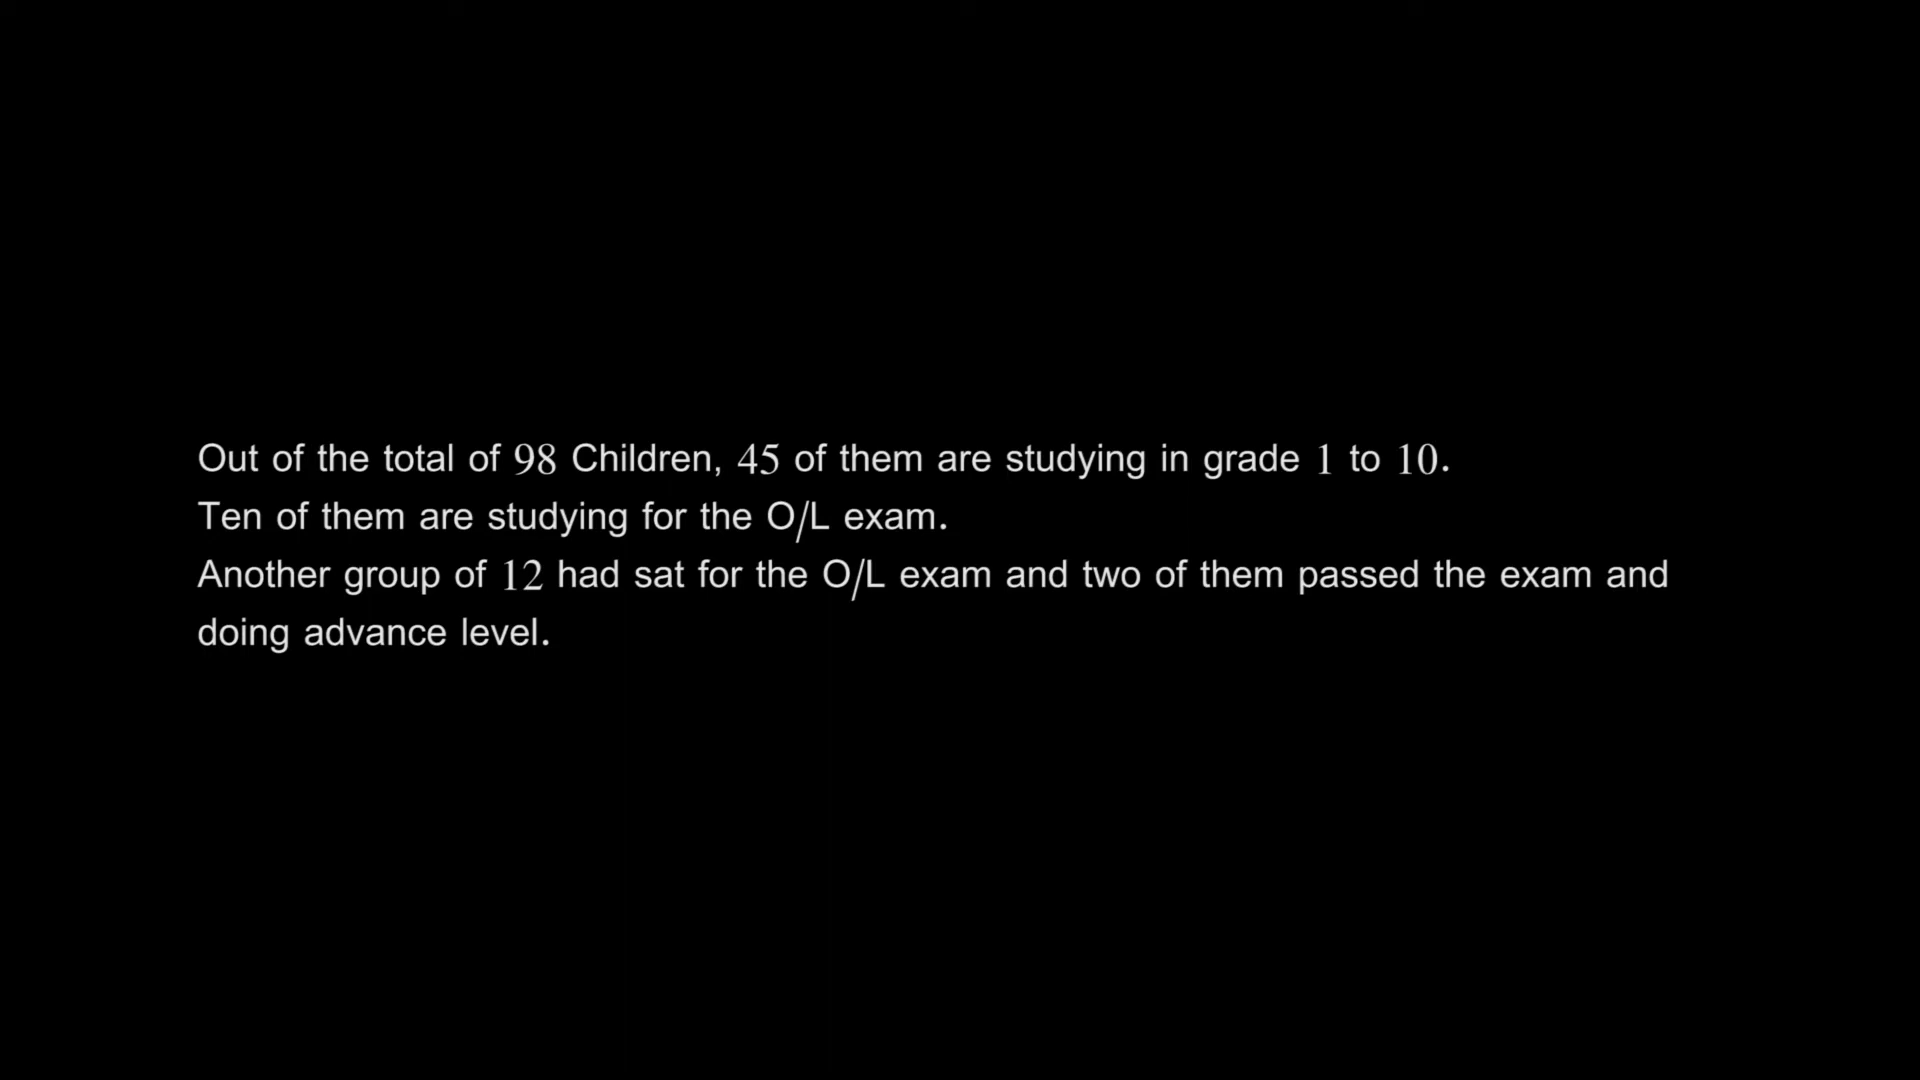 Out of the total of 98 Children, 45 of them are studying in grade 1 to 10.
Ten of them are studying for the O/L exam.
Another group of 12 had sat for the O/L exam and two of them passed the exam and
doing advance level.